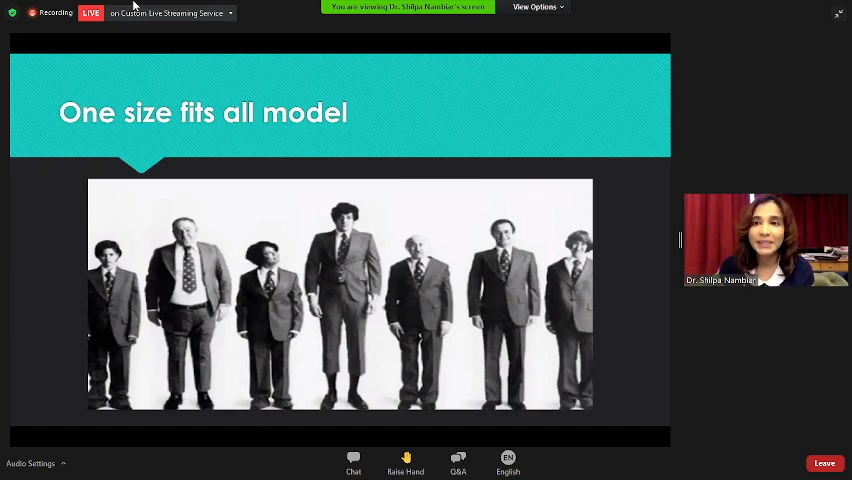 Recording
LIVE
on Custom Live Streaming Service
You are viewing Dr. Shilpa Nambiar's screen
View Options
One size fits all model
Dr. Shilpa Nambiar
Audio Settings
Chat
Raise Hand
Q&A
EN
English
Leave